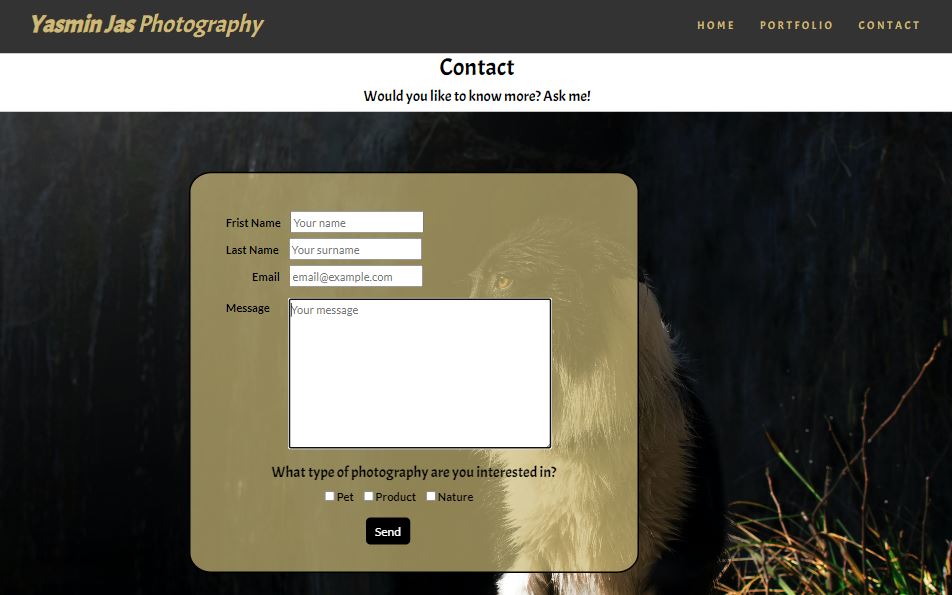 Yasmin Jas Photography
HOME PORTFOLIO CONTACT
Contact
Would you like to know more? Ask me!
Frist Name Your name
Last Name Your surname
Email email@example.com
Message Your message
What type of photography are you interested in?
Pet Product Nature
Send